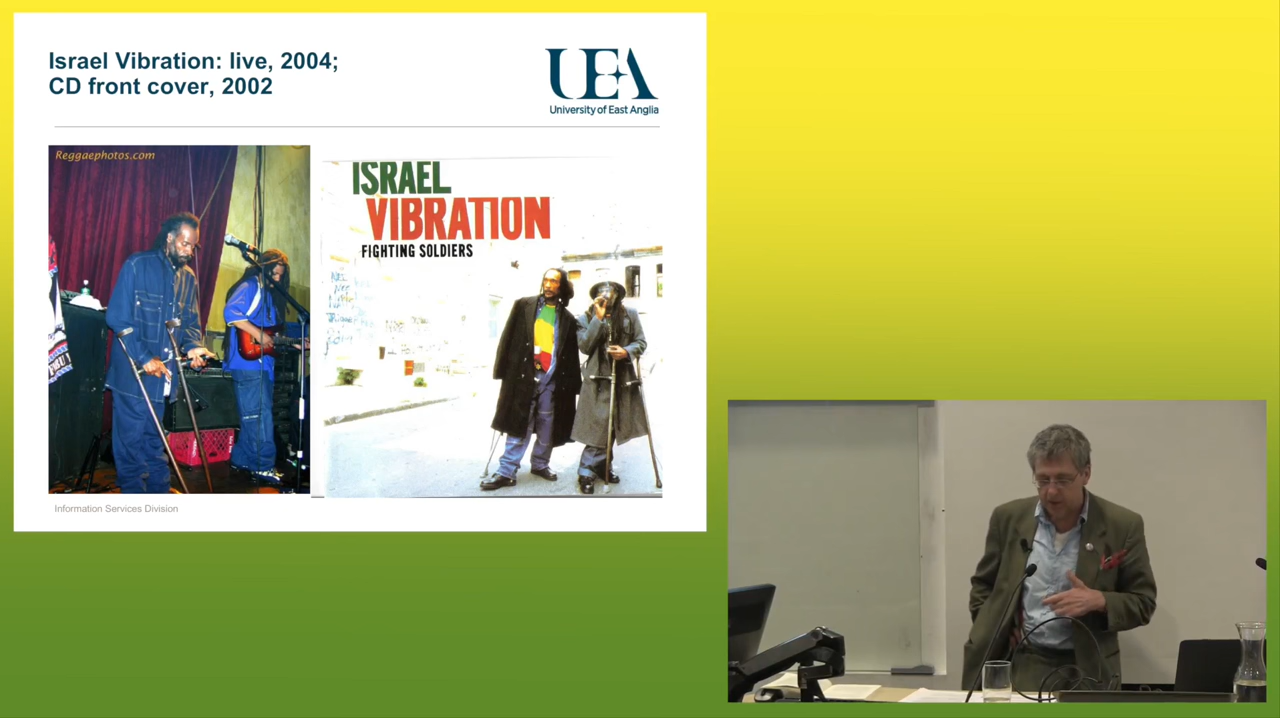 Israel Vibration: live, 2004;
CD front cover, 2002
UEA
University of East Anglia
Reggaephotos.com
ISRAEL
VIBRATION
FIGHTING SOLDIERS
Information Services Division